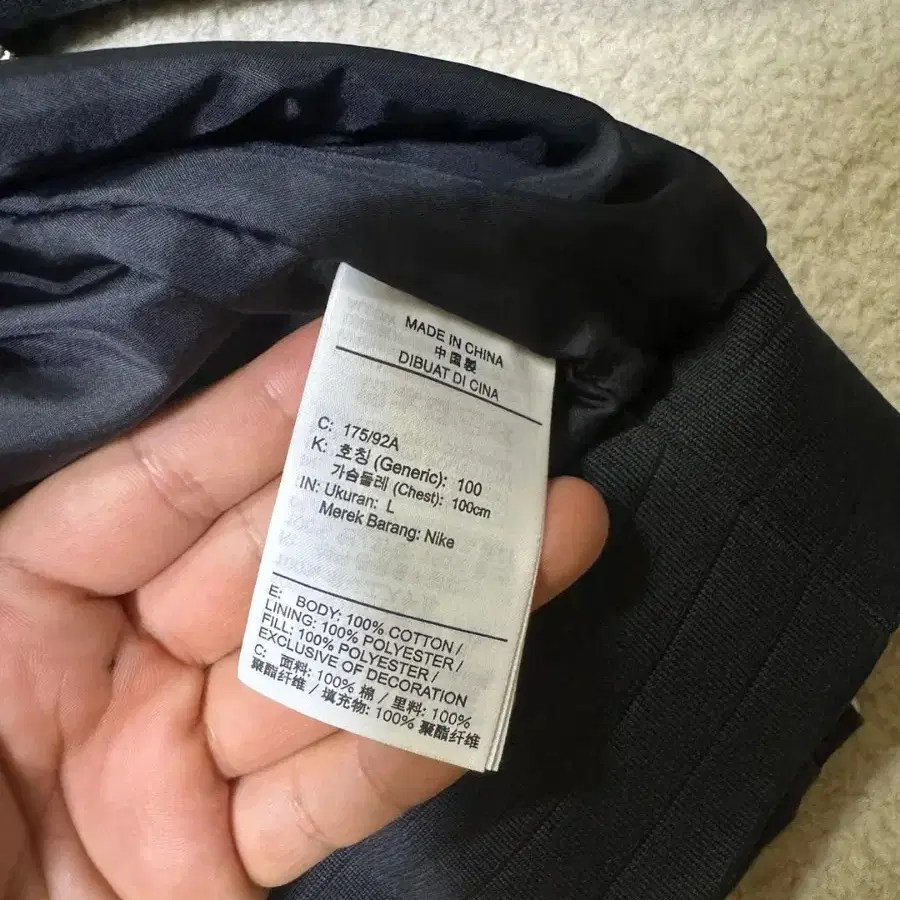 MADE IN CHINA
中国製
DIBUAT DI CINA
C: 175/92A
K: 호칭 (Generic): 100
가슴둘레 (Chest): 100cm
IN: Ukuran: L
Merek Barang: Nike
E: BODY: 100% COTTON /
LINING: 100% POLYESTER /
FILL: 100% POLYESTER /
EXCLUSIVE OF DECORATION
C: 面料: 100% 棉 / 里料: 100%
聚酯纤维 / 填充物: 100% 聚酯纤维